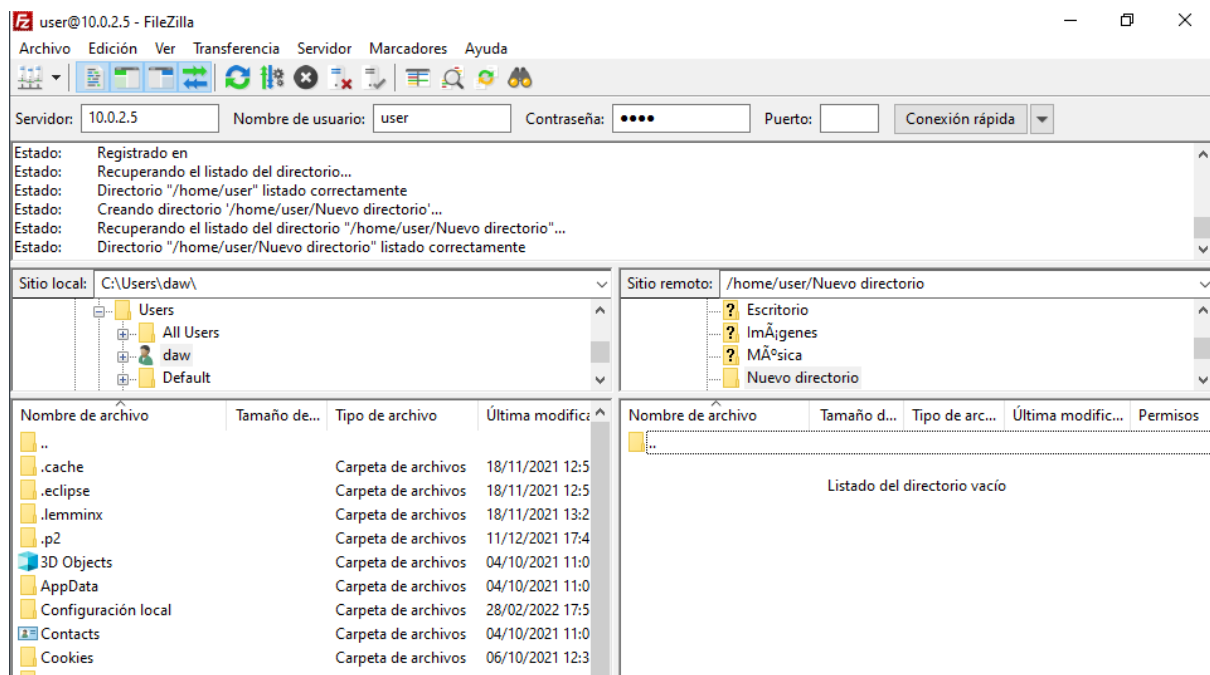 user@10.0.2.5 - FileZilla
Archivo Edición Ver Transferencia Servidor Marcadores Ayuda
Servidor: 10.0.2.5 Nombre de usuario: user Contraseña: ●●●● Puerto: Conexión rápida
Estado: Registrado en
Estado: Recuperando el listado del directorio...
Estado: Directorio "/home/user" listado correctamente
Estado: Creando directorio '/home/user/Nuevo directorio'...
Estado: Recuperando el listado del directorio "/home/user/Nuevo directorio"...
Estado: Directorio "/home/user/Nuevo directorio" listado correctamente
Sitio local: C:\Users\daw\
Users
All Users
daw
Default
Sitio remoto: /home/user/Nuevo directorio
Escritorio
ImÃ¡genes
MÃºsica
Nuevo directorio
Nombre de archivo Tamaño de... Tipo de archivo Última modifica
..
.cache Carpeta de archivos 18/11/2021 12:5
.eclipse Carpeta de archivos 18/11/2021 12:5
.lemminx Carpeta de archivos 18/11/2021 13:2
.p2 Carpeta de archivos 11/12/2021 17:4
3D Objects Carpeta de archivos 04/10/2021 11:0
AppData Carpeta de archivos 04/10/2021 11:0
Configuración local Carpeta de archivos 28/02/2022 17:5
Contacts Carpeta de archivos 04/10/2021 11:0
Cookies Carpeta de archivos 06/10/2021 12:3
Nombre de archivo Tamaño d... Tipo de arc... Última modific... Permisos
..
Listado del directorio vacío